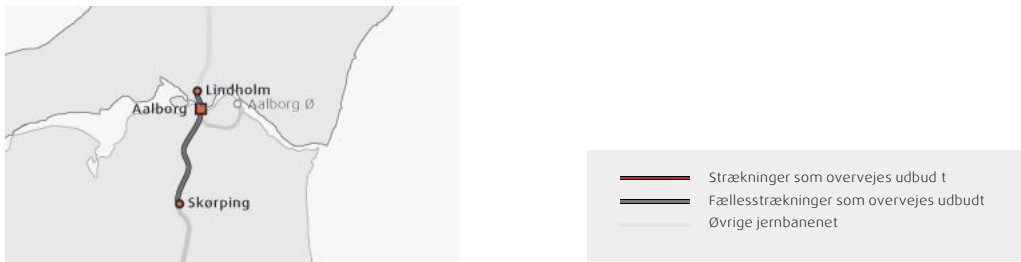 Lindholm
Aalborg Ø
Aalborg
Skørping
Strækninger som overvejes udbud t
Fællesstrækninger som overvejes udbudt
Øvrige jernbanenet